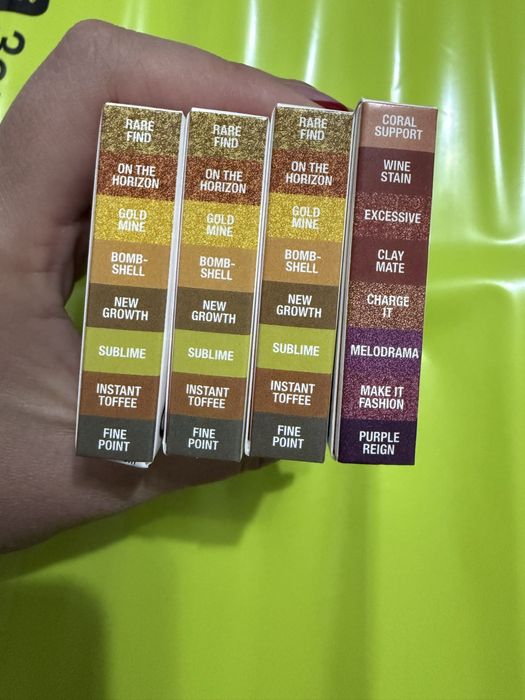 RARE
FIND
ON THE
HORIZON
GOLD
MINE
BOMB-
SHELL
NEW
GROWTH
SUBLIME
INSTANT
TOFFEE
FINE
POINT
RARE
FIND
ON THE
HORIZON
GOLD
MINE
BOMB-
SHELL
NEW
GROWTH
SUBLIME
INSTANT
TOFFEE
FINE
POINT
RARE
FIND
ON THE
HORIZON
GOLD
MINE
BOMB-
SHELL
NEW
GROWTH
SUBLIME
INSTANT
TOFFEE
FINE
POINT
CORAL
SUPPORT
WINE
STAIN
EXCESSIVE
CLAY
MATE
CHARGE
IT
MELODRAMA
MAKE IT
FASHION
PURPLE
REIGN